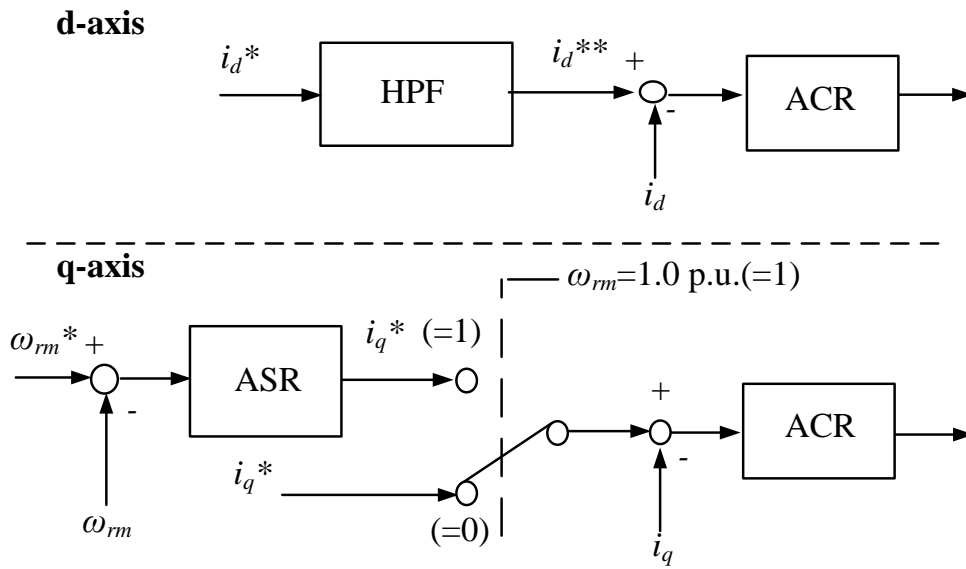 d-axis
i_d*
HPF
i_d**
+
-
ACR
i_d
q-axis
ω_rm=1.0 p.u.(=1)
ω_rm*
+
-
ASR
i_q* (=1)
ω_rm
i_q*
(=0)
+
-
ACR
i_q